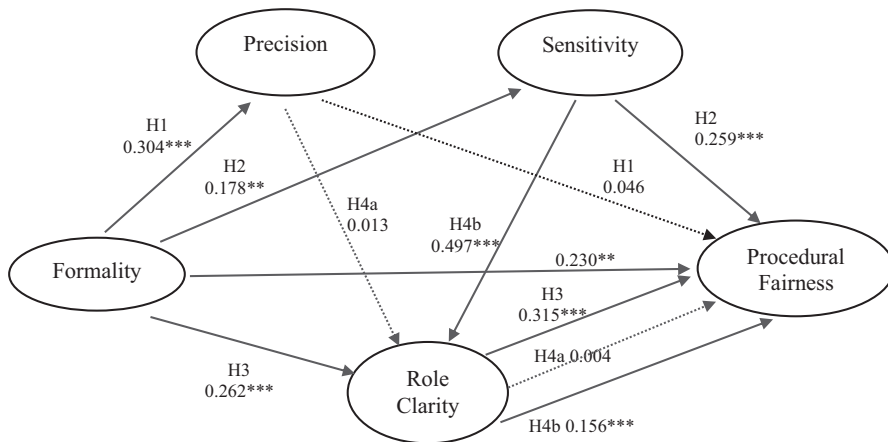 Precision
Sensitivity
H1
0.304***
H2
0.178**
H4a
0.013
H4b
0.497***
H1
0.046
H2
0.259***
Formality
0.230**
Procedural
Fairness
H3
0.315***
H3
0.262***
Role
Clarity
H4a 0.004
H4b 0.156***